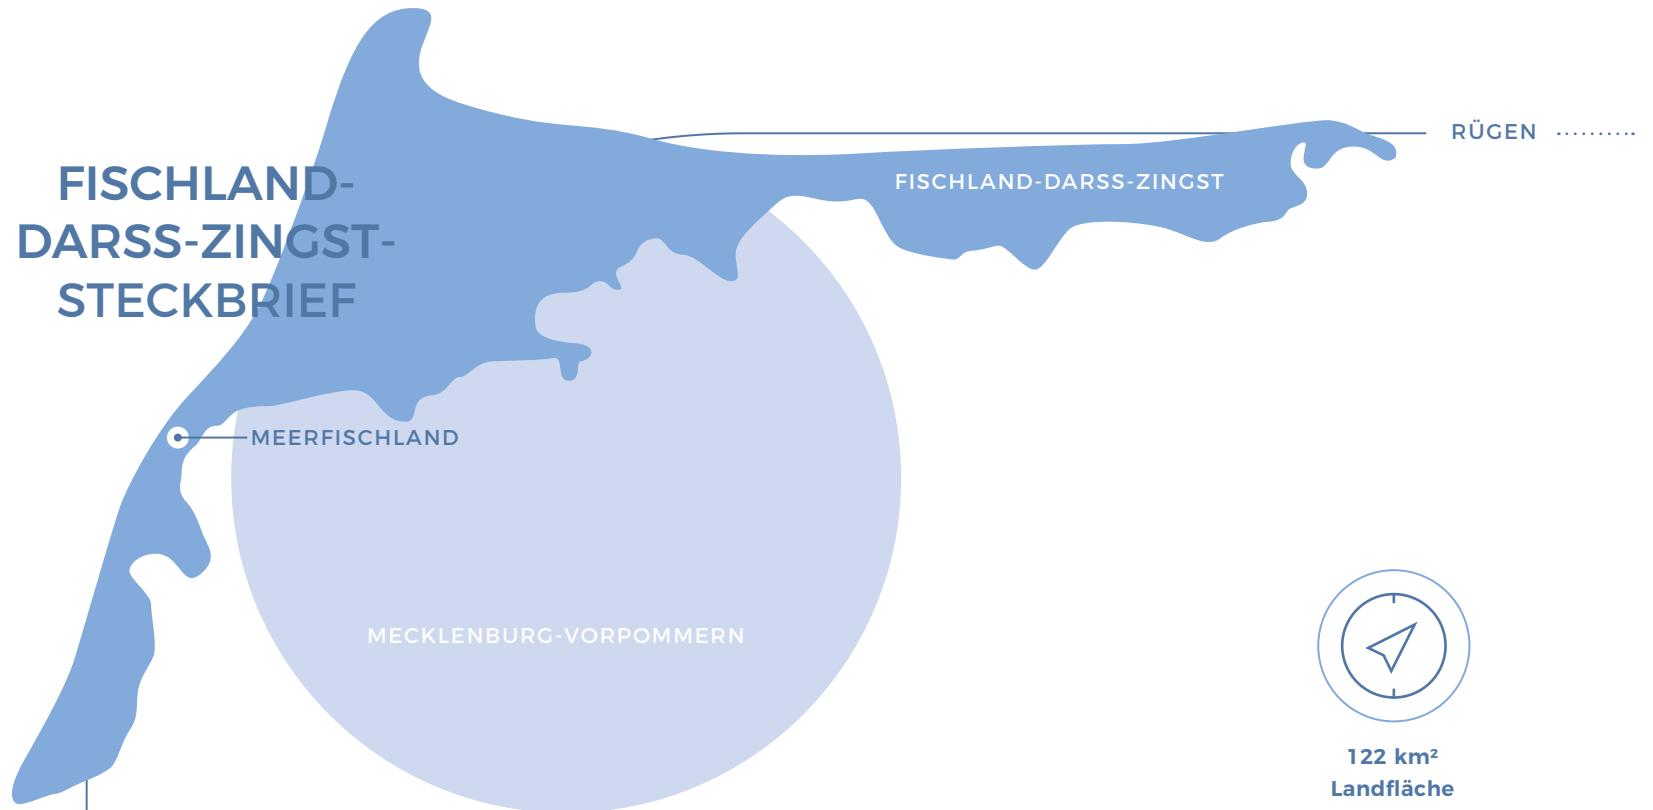 RÜGEN
FISCHLAND-
DARSS-ZINGST-
STECKBRIEF
FISCHLAND-DARSS-ZINGST
MEERFISCHLAND
MECKLENBURG-VORPOMMERN
122 km²
Landfläche